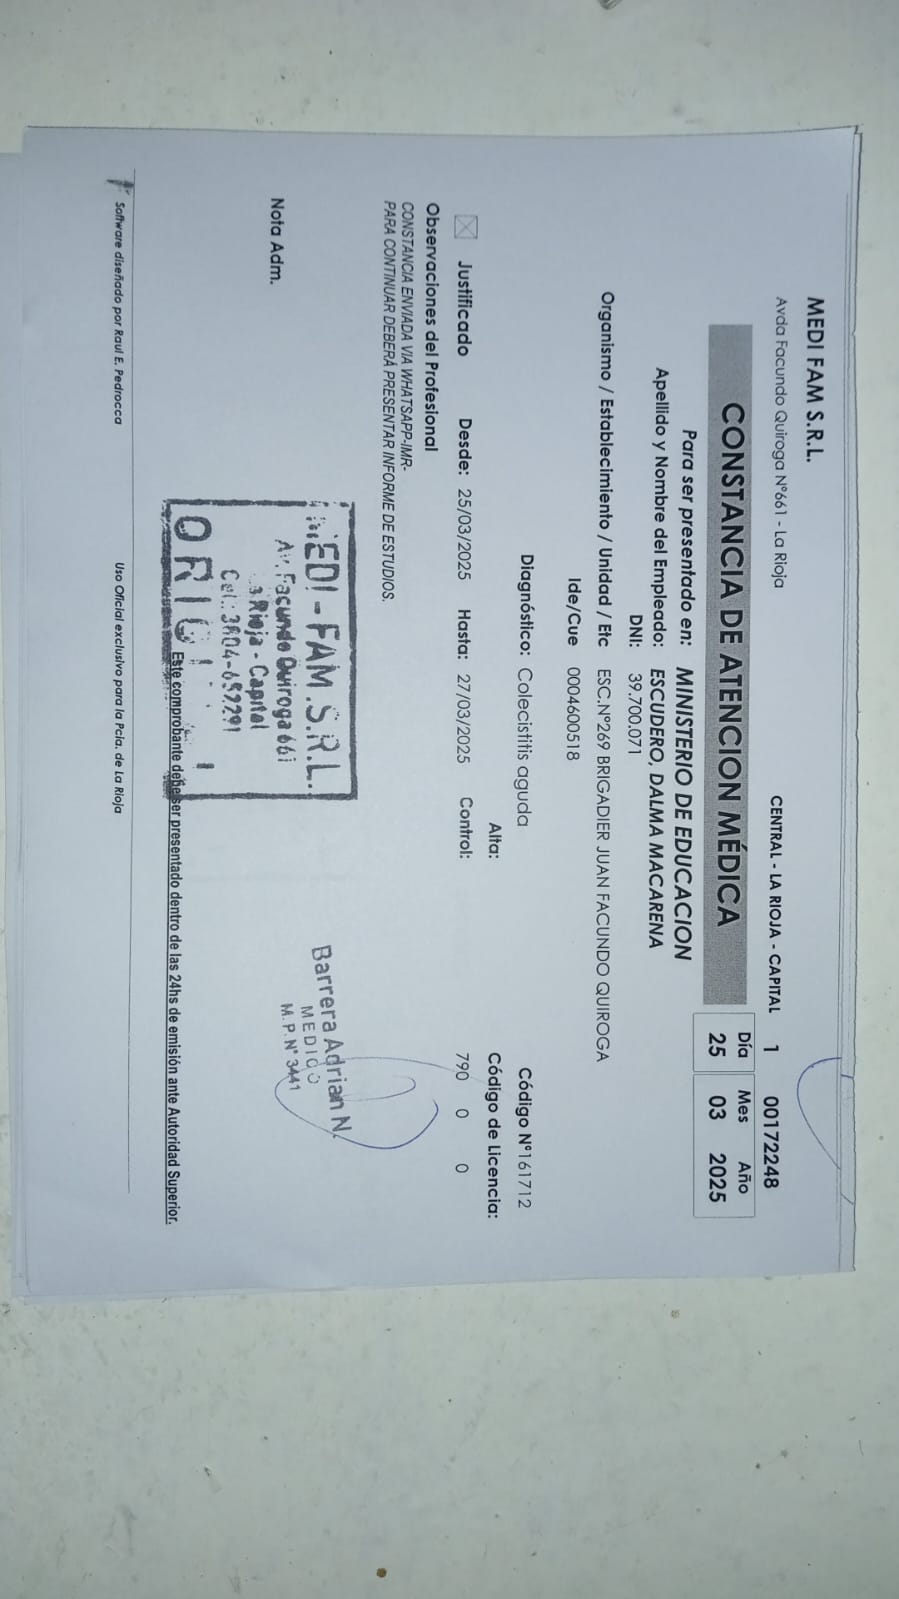 MEDI FAM S.R.L.
Avda Facundo Quiroga Nº661 - La Rioja
CENTRAL - LA RIOJA - CAPITAL 1 00172248
CONSTANCIA DE ATENCION MÉDICA
Día Mes Año
25 03 2025
Para ser presentado en: MINISTERIO DE EDUCACION
Apellido y Nombre del Empleado: ESCUDERO, DALMA MACARENA
DNI: 39.700.071
Organismo / Establecimiento / Unidad / Etc ESC.Nº269 BRIGADIER JUAN FACUNDO QUIROGA
Ide/Cue 0004600518
Diagnóstico: Colecistitis aguda Código Nº161712
Alta: Código de Licencia:
Justificado Desde: 25/03/2025 Hasta: 27/03/2025 Control: 790 0 0
Observaciones del Profesional
CONSTANCIA ENVIADA VIA WHATSAPP-IMR-
PARA CONTINUAR DEBERÁ PRESENTAR INFORME DE ESTUDIOS.
MEDI - FAM.S.R.L.
Av. Facundo Quiroga 661
La Rioja - Capital
Cel.: 3804-692291
Barrera Adrian N.
MEDICO
M.P. Nº 3441
Nota Adm.
Este comprobante debe ser presentado dentro de las 24hs de emisión ante Autoridad Superior.
Software diseñado por Raul E. Pedrocca Uso Oficial exclusivo para la Pcia. de La Rioja